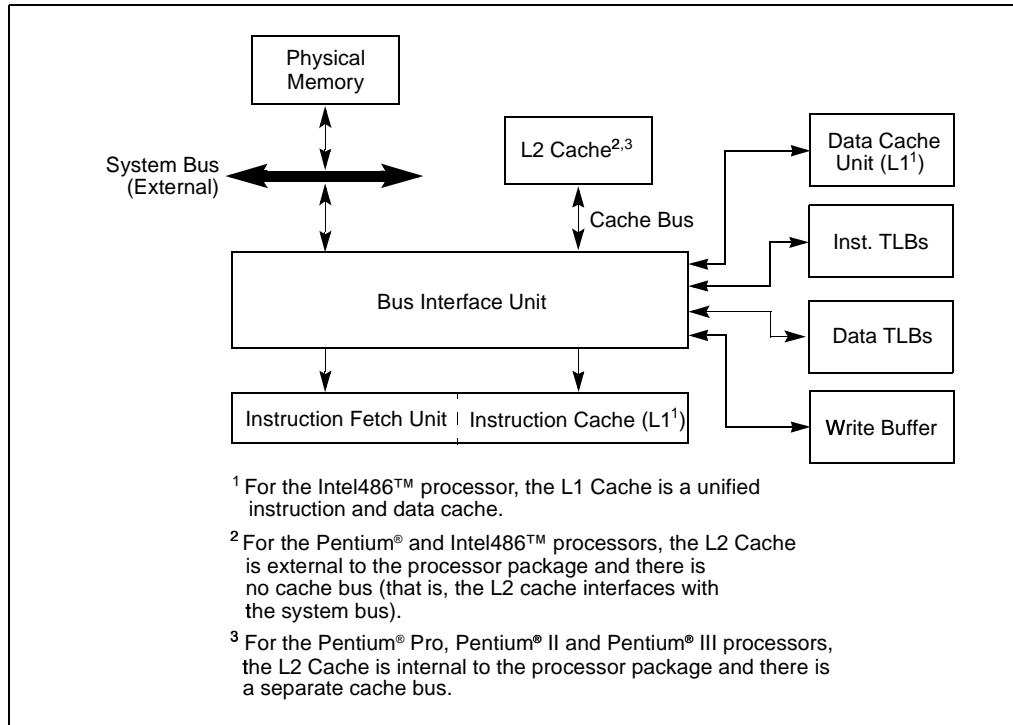 Physical
Memory
System Bus
(External)
L2 Cache2,3
Cache Bus
Data Cache
Unit (L11)
Inst. TLBs
Bus Interface Unit
Data TLBs
Instruction Fetch Unit
Instruction Cache (L11)
Write Buffer
1 For the Intel486™ processor, the L1 Cache is a unified
instruction and data cache.
2 For the Pentium® and Intel486™ processors, the L2 Cache
is external to the processor package and there is
no cache bus (that is, the L2 cache interfaces with
the system bus).
3 For the Pentium® Pro, Pentium® II and Pentium® III processors,
the L2 Cache is internal to the processor package and there is
a separate cache bus.